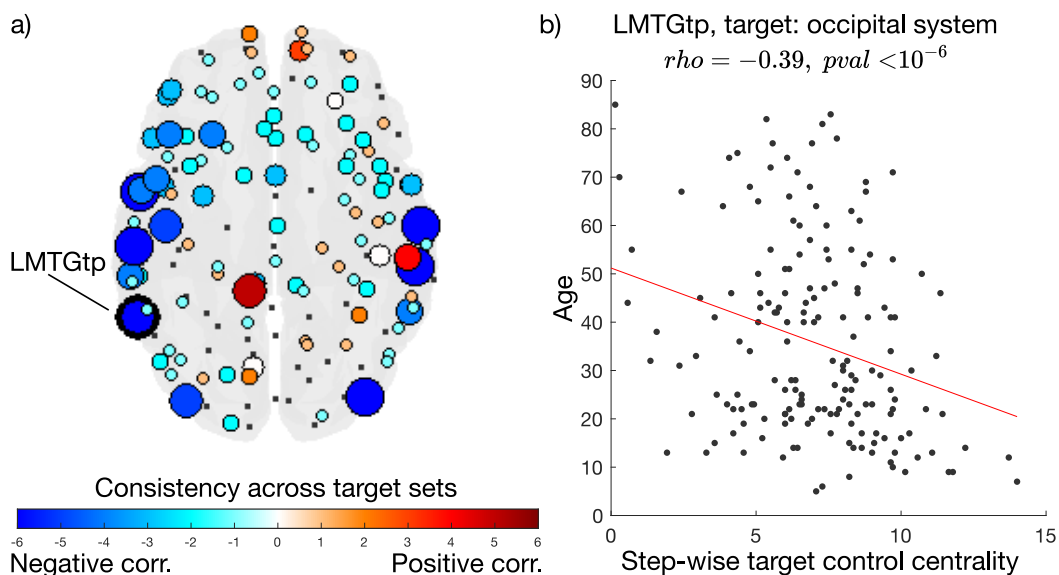 a)
LMTGtp
Consistency across target sets
-6 -5 -4 -3 -2 -1 0 1 2 3 4 5 6
Negative corr. Positive corr.
b) LMTGtp, target: occipital system
rho = −0.39, pval <10⁻⁶
90
80
70
60
50
40
30
20
10
0
Age
0 5 10 15
Step-wise target control centrality